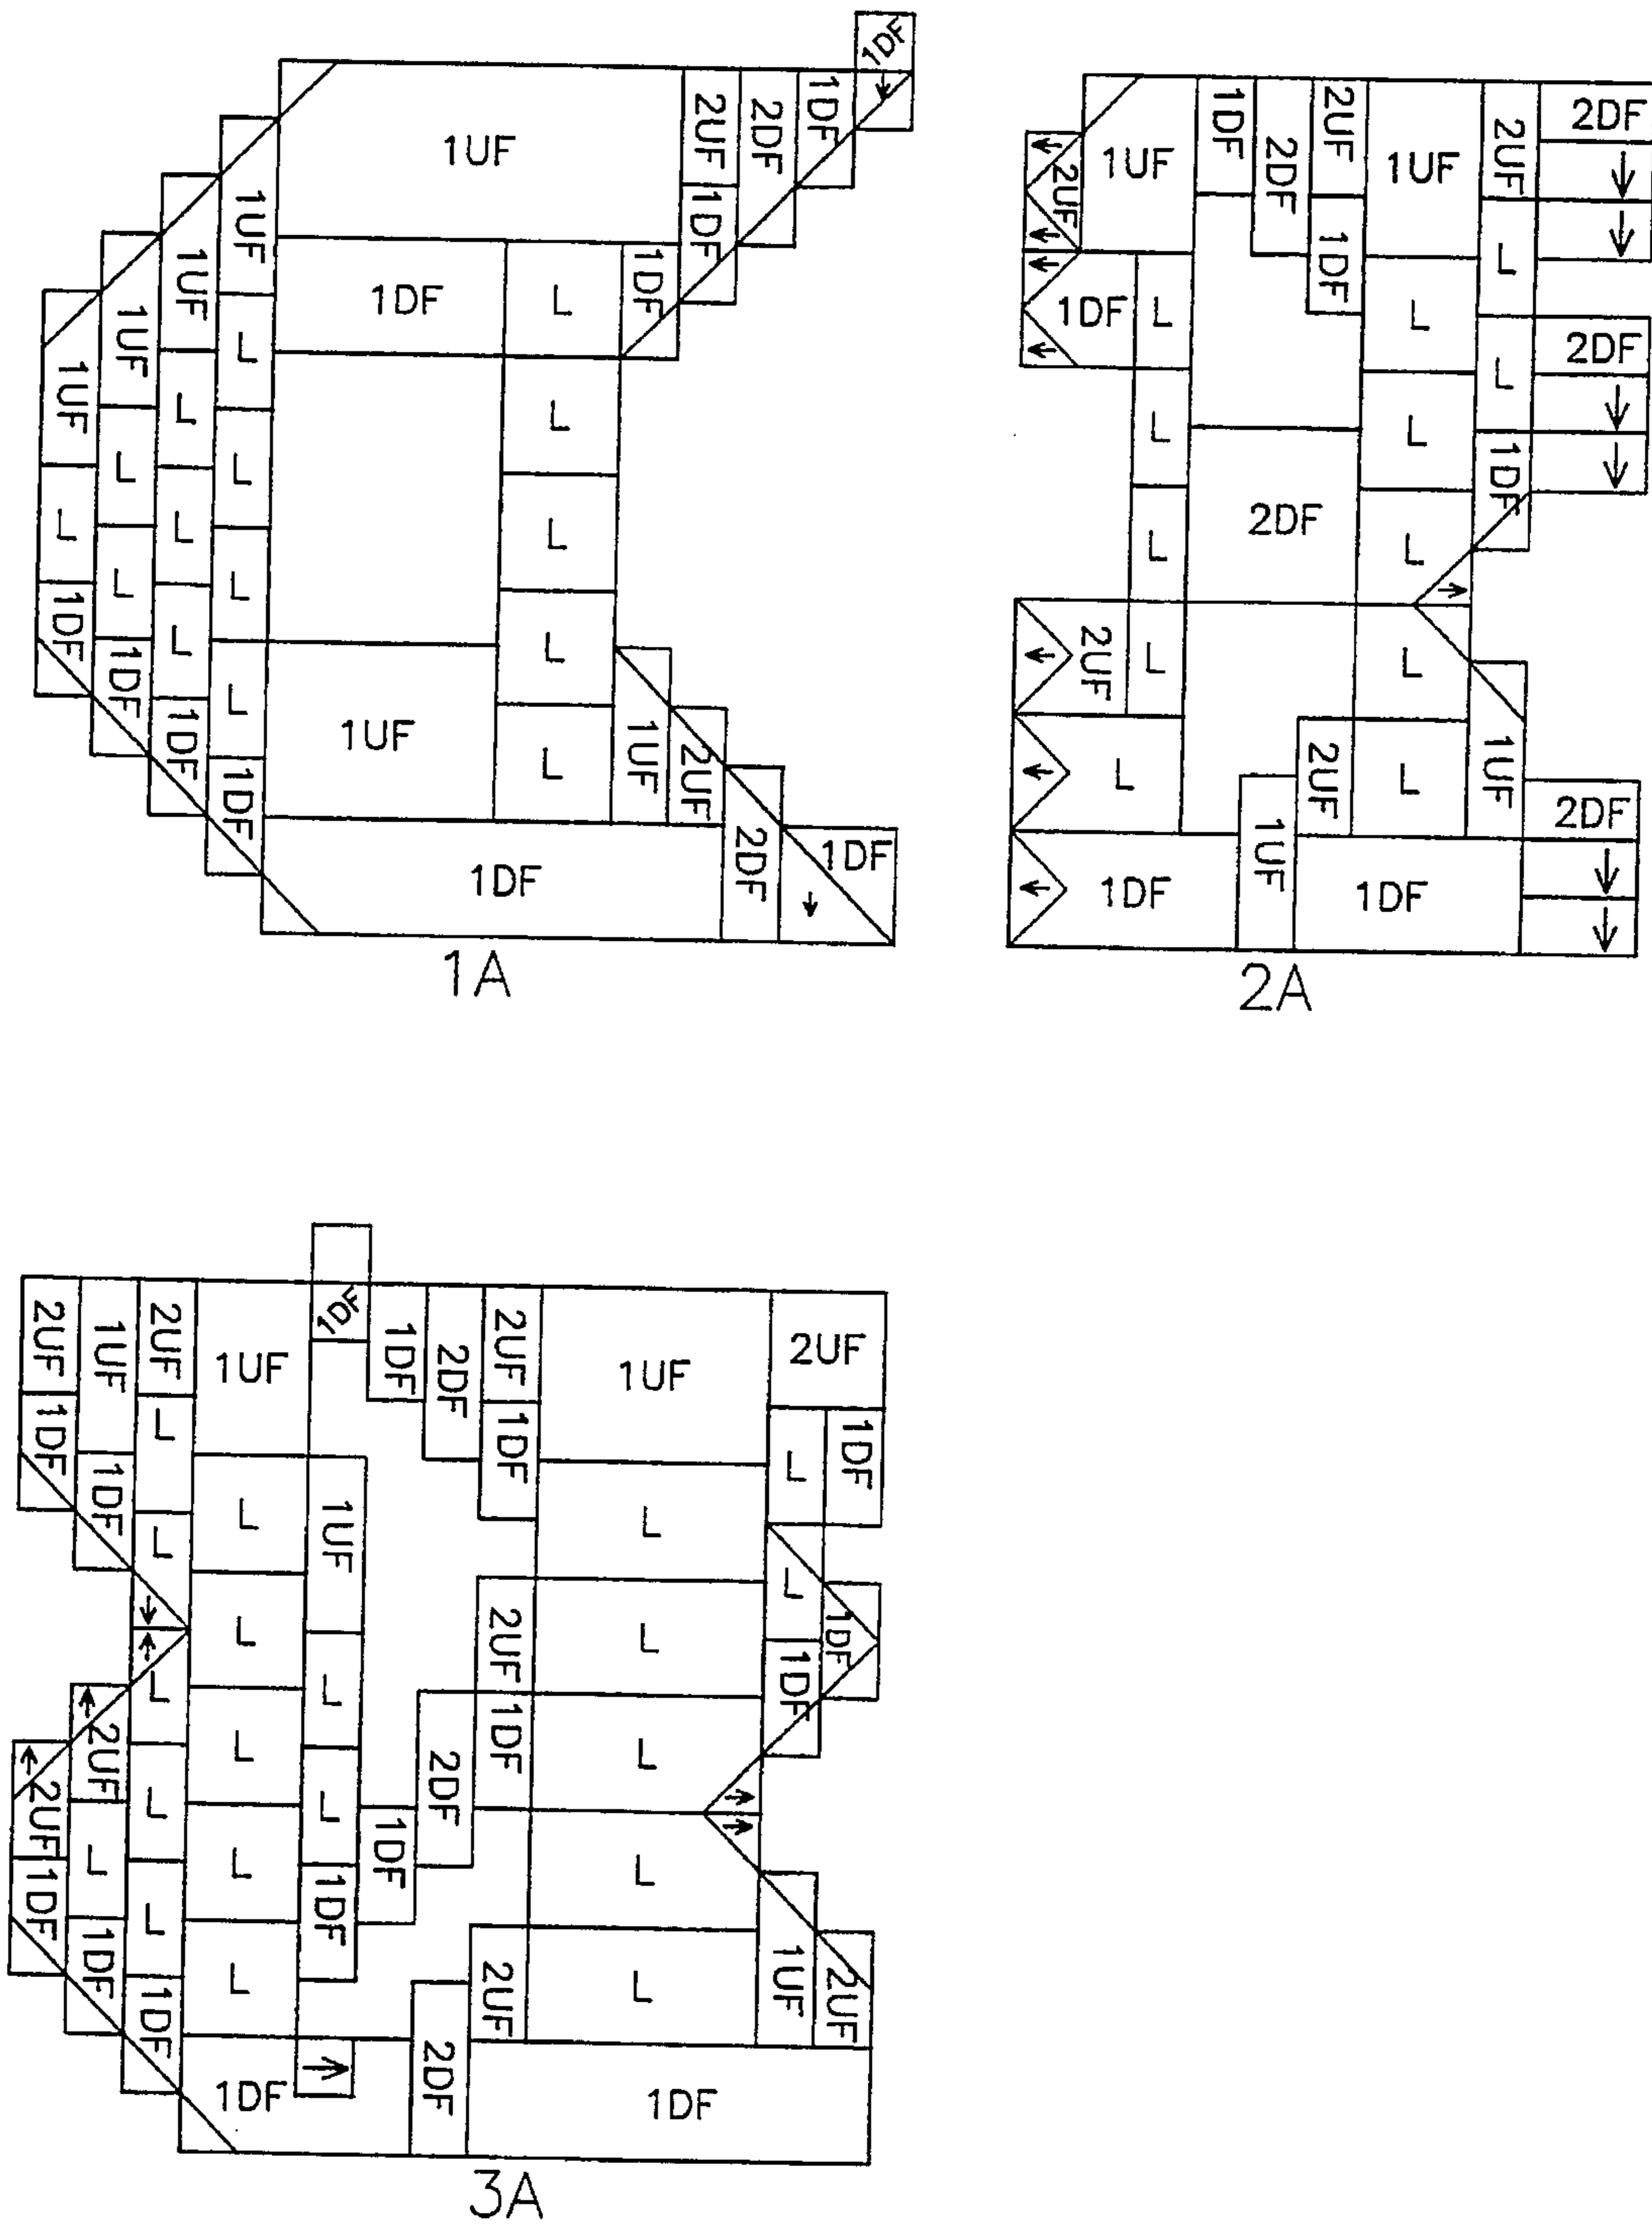 1DF
1UF 2UF 2DF 1DF
1DF
1UF 1DF L 1DF
1UF L
1UF L L
1UF L L L
L L L L
L L L L
1DF L L L
1DF L 1UF L 1UF
1DF L 2UF
1DF 1DF 2DF 1DF
1A
2DF
1UF 1DF 2DF 2UF 1UF 2UF
2UF 1DF L
1DF L L L 2DF
L L 1DF
L 2DF L
2UF L L
L 2UF L 1UF 2DF
1DF 1UF 1DF
2A
1DF
2UF 1UF 2UF 1UF 1DF 2DF 2UF 1UF 2UF
1DF L 1DF L 1DF
1DF L L 1UF L
L 2UF L L 1DF
L L L 1DF 1DF
2UF L L L 2DF L
2UF L L L 1DF L
1DF 1DF L L 1DF 2UF L 1UF 2UF
1DF 1DF 2DF 1DF
3A